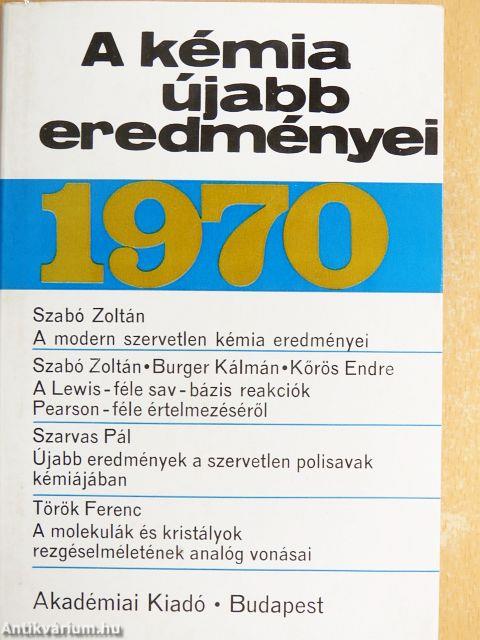 A kémia
újabb
eredményei
1970
Szabó Zoltán
A modern szervetlen kémia eredményei
Szabó Zoltán • Burger Kálmán • Kőrös Endre
A Lewis-féle sav-bázis reakciók
Pearson-féle értelmezéséről
Szarvas Pál
Újabb eredmények a szervetlen polisavak
kémiájában
Török Ferenc
A molekulák és kristályok
rezgéselméletének analóg vonásai
Akadémiai Kiadó • Budapest
Antikvárium.hu